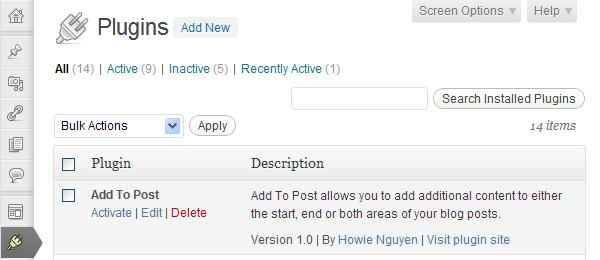 Screen Options Help
Plugins Add New
All (14) | Active (9) | Inactive (5) | Recently Active (1)
Search Installed Plugins
Bulk Actions Apply 14 items
Plugin Description
Add To Post Add To Post allows you to add additional content to either
Activate | Edit | Delete the start, end or both areas of your blog posts.
Version 1.0 | By Howie Nguyen | Visit plugin site